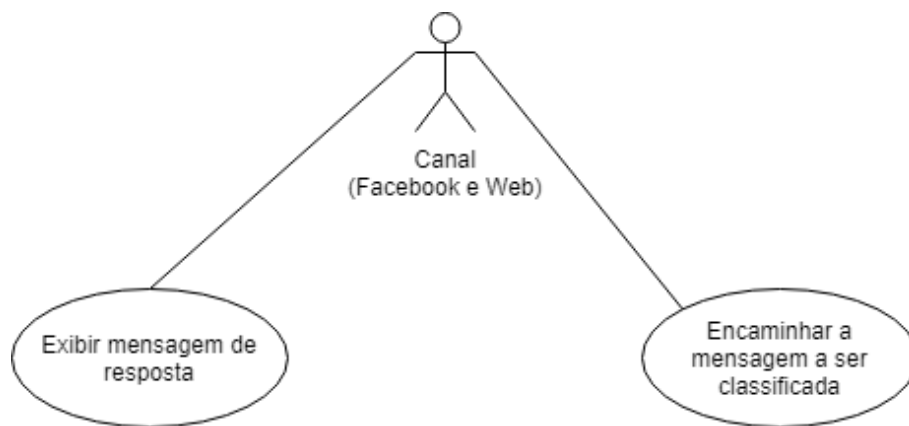 Canal
(Facebook e Web)
Exibir mensagem de
resposta
Encaminhar a
mensagem a ser
classificada